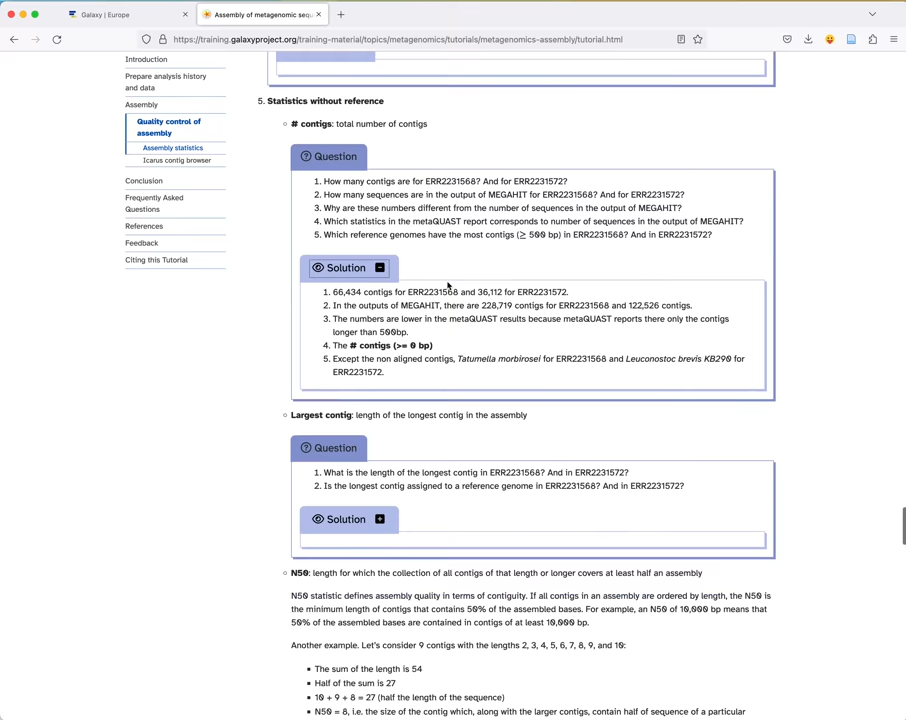 Galaxy | Europe
Assembly of metagenomic sequ
https://training.galaxyproject.org/training-material/topics/metagenomics/tutorials/metagenomics-assembly/tutorial.html
Introduction
Prepare analysis history
and data
Assembly
Quality control of
assembly
Assembly statistics
Icarus contig browser
Conclusion
Frequently Asked
Questions
References
Feedback
Citing this Tutorial
5. Statistics without reference
# contigs: total number of contigs
Question
1. How many contigs are for ERR2231568? And for ERR2231572?
2. How many sequences are in the output of MEGAHIT for ERR2231568? And for ERR2231572?
3. Why are these numbers different from the number of sequences in the output of MEGAHIT?
4. Which statistics in the metaQUAST report corresponds to number of sequences in the output of MEGAHIT?
5. Which reference genomes have the most contigs (≥ 500 bp) in ERR2231568? And in ERR2231572?
Solution
1. 66,434 contigs for ERR2231568 and 36,112 for ERR2231572.
2. In the outputs of MEGAHIT, there are 228,719 contigs for ERR2231568 and 122,526 contigs.
3. The numbers are lower in the metaQUAST results because metaQUAST reports there only the contigs
longer than 500bp.
4. The # contigs (>= 0 bp)
5. Except the non aligned contigs, Tatumella morbirosei for ERR2231568 and Leuconostoc brevis KB290 for
ERR2231572.
Largest contig: length of the longest contig in the assembly
Question
1. What is the length of the longest contig in ERR2231568? And in ERR2231572?
2. Is the longest contig assigned to a reference genome in ERR2231568? And in ERR2231572?
Solution
N50: length for which the collection of all contigs of that length or longer covers at least half an assembly
N50 statistic defines assembly quality in terms of contiguity. If all contigs in an assembly are ordered by length, the N50 is
the minimum length of contigs that contains 50% of the assembled bases. For example, an N50 of 10,000 bp means that
50% of the assembled bases are contained in contigs of at least 10,000 bp.
Another example. Let's consider 9 contigs with the lengths 2, 3, 4, 5, 6, 7, 8, 9, and 10:
The sum of the length is 54
Half of the sum is 27
10 + 9 + 8 = 27 (half the length of the sequence)
N50 = 8, i.e. the size of the contig which, along with the larger contigs, contain half of sequence of a particular